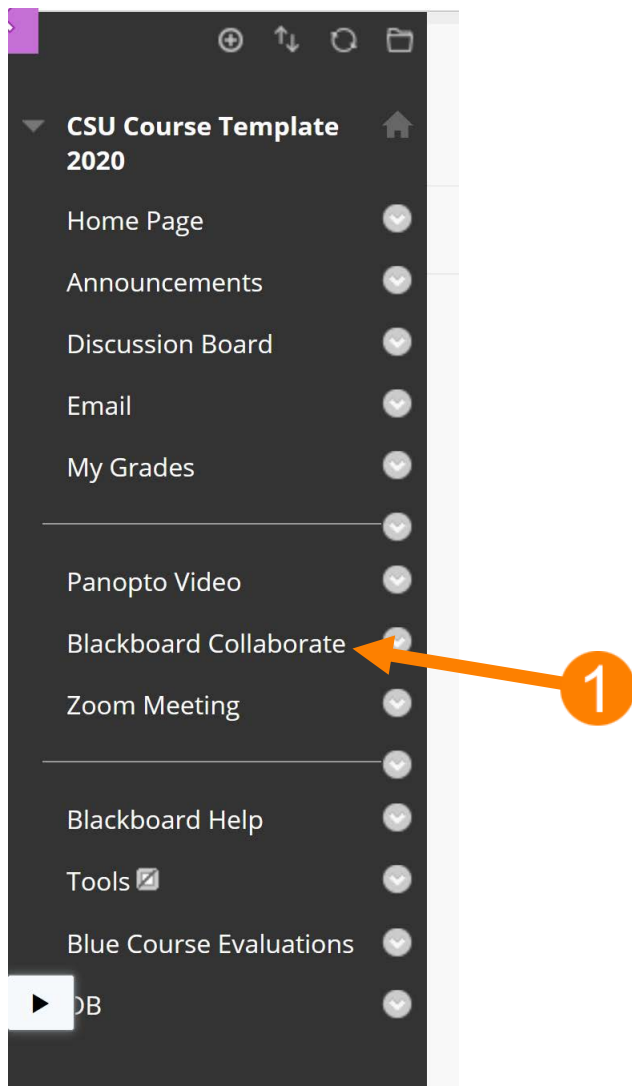 CSU Course Template
2020
Home Page
Announcements
Discussion Board
Email
My Grades
Panopto Video
Blackboard Collaborate
1
Zoom Meeting
Blackboard Help
Tools
Blue Course Evaluations